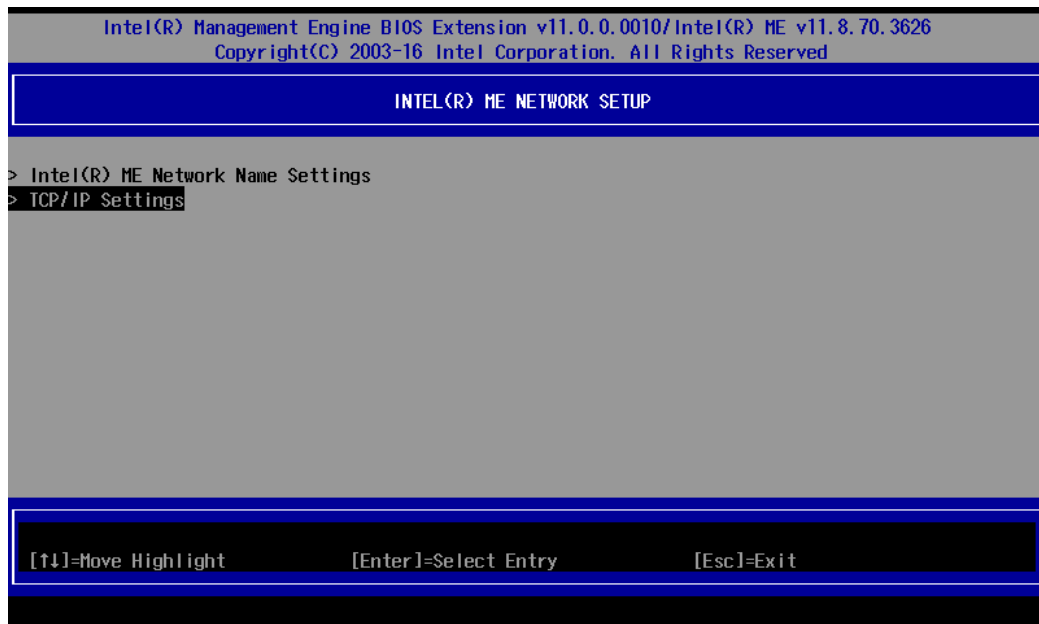 Intel(R) Management Engine BIOS Extension v11.0.0.0010/Intel(R) ME v11.8.70.3626
Copyright(C) 2003-16 Intel Corporation. All Rights Reserved
INTEL(R) ME NETWORK SETUP
> Intel(R) ME Network Name Settings
> TCP/IP Settings
[↑↓]=Move Highlight [Enter]=Select Entry [Esc]=Exit